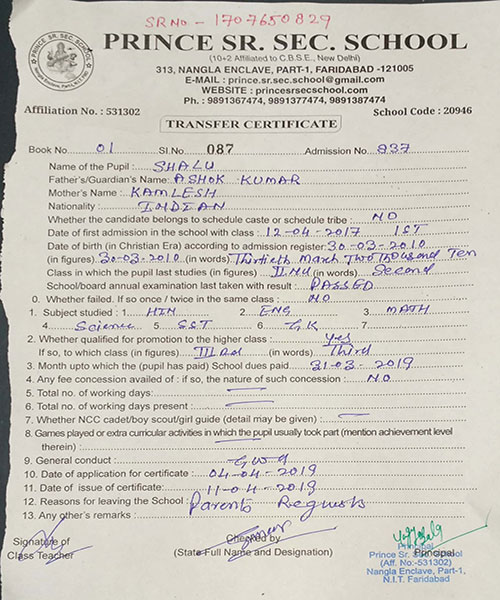 SR NO - 1707650829
PRINCE SR. SEC. SCHOOL
(10+2 Affiliated to C.B.S.E., New Delhi)
313, NANGLA ENCLAVE, PART-1, FARIDABAD -121005
E-MAIL : prince.sr.sec.school@gmail.com
WEBSITE : princesrsecschool.com
Ph. : 9891367474, 9891377474, 9891387474
Affiliation No. : 531302 School Code : 20946
TRANSFER CERTIFICATE
Book No. 01 Sl.No. 087 Admission No. 837
Name of the Pupil : SHALU
Father's/Guardian's Name: ASHOK KUMAR
Mother's Name : KAMLESH
Nationality : INDIAN
Whether the candidate belongs to schedule caste or schedule tribe : NO
Date of first admission in the school with class : 12-04-2017 IST
Date of birth (in Christian Era) according to admission register: 30-03-2010
(in figures) 30-03-2010 (in words) Thirtieth March Two thousand Ten
Class in which the pupil last studies (in figures) IInd (in words) Second
School/board annual examination last taken with result : PASSED
0. Whether failed. If so once / twice in the same class : NO
1. Subject studied : 1. HIN 2. ENG 3. MATH
4. Science 5. SST 6. G.K 7.
2. Whether qualified for promotion to the higher class : yes
If so, to which class (in figures) III Rd (in words) Third
3. Month upto which the (pupil has paid) School dues paid 31-03-2019
4. Any fee concession availed of : if so, the nature of such concession : NO
5. Total no. of working days:
6. Total no. of working days present :
7. Whether NCC cadet/boy scout/girl guide (detail may be given) :
8. Games played or extra curricular activities in which the pupil usually took part (mention achievement level
therein) :
9. General conduct :
10. Date of application for certificate : 04-04-2019
11. Date of issue of certificate : 11-04-2019
12. Reasons for leaving the School : Parents Requests
13. Any other's remarks :
Signature of Checked by Principal
Class Teacher (State Full Name and Designation)
Principal
Prince Sr. Sec. School
(Aff. No.-531302)
Nangla Enclave, Part-1,
N.I.T. Faridabad